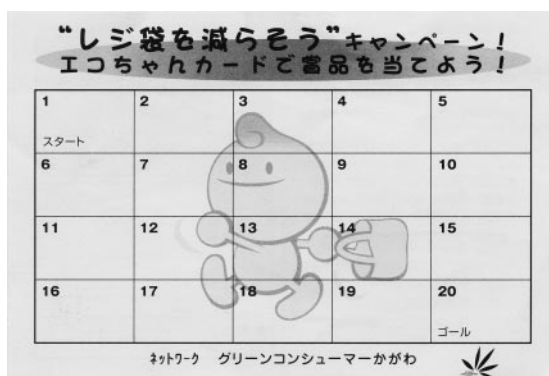 “レジ袋を減らそう”キャンペーン！
エコちゃんカードで賞品を当てよう！
1 2 3 4 5
スタート
6 7 8 9 10
11 12 13 14 15
16 17 18 19 20
ゴール
ネットワーク グリーンコンシューマーかがわ